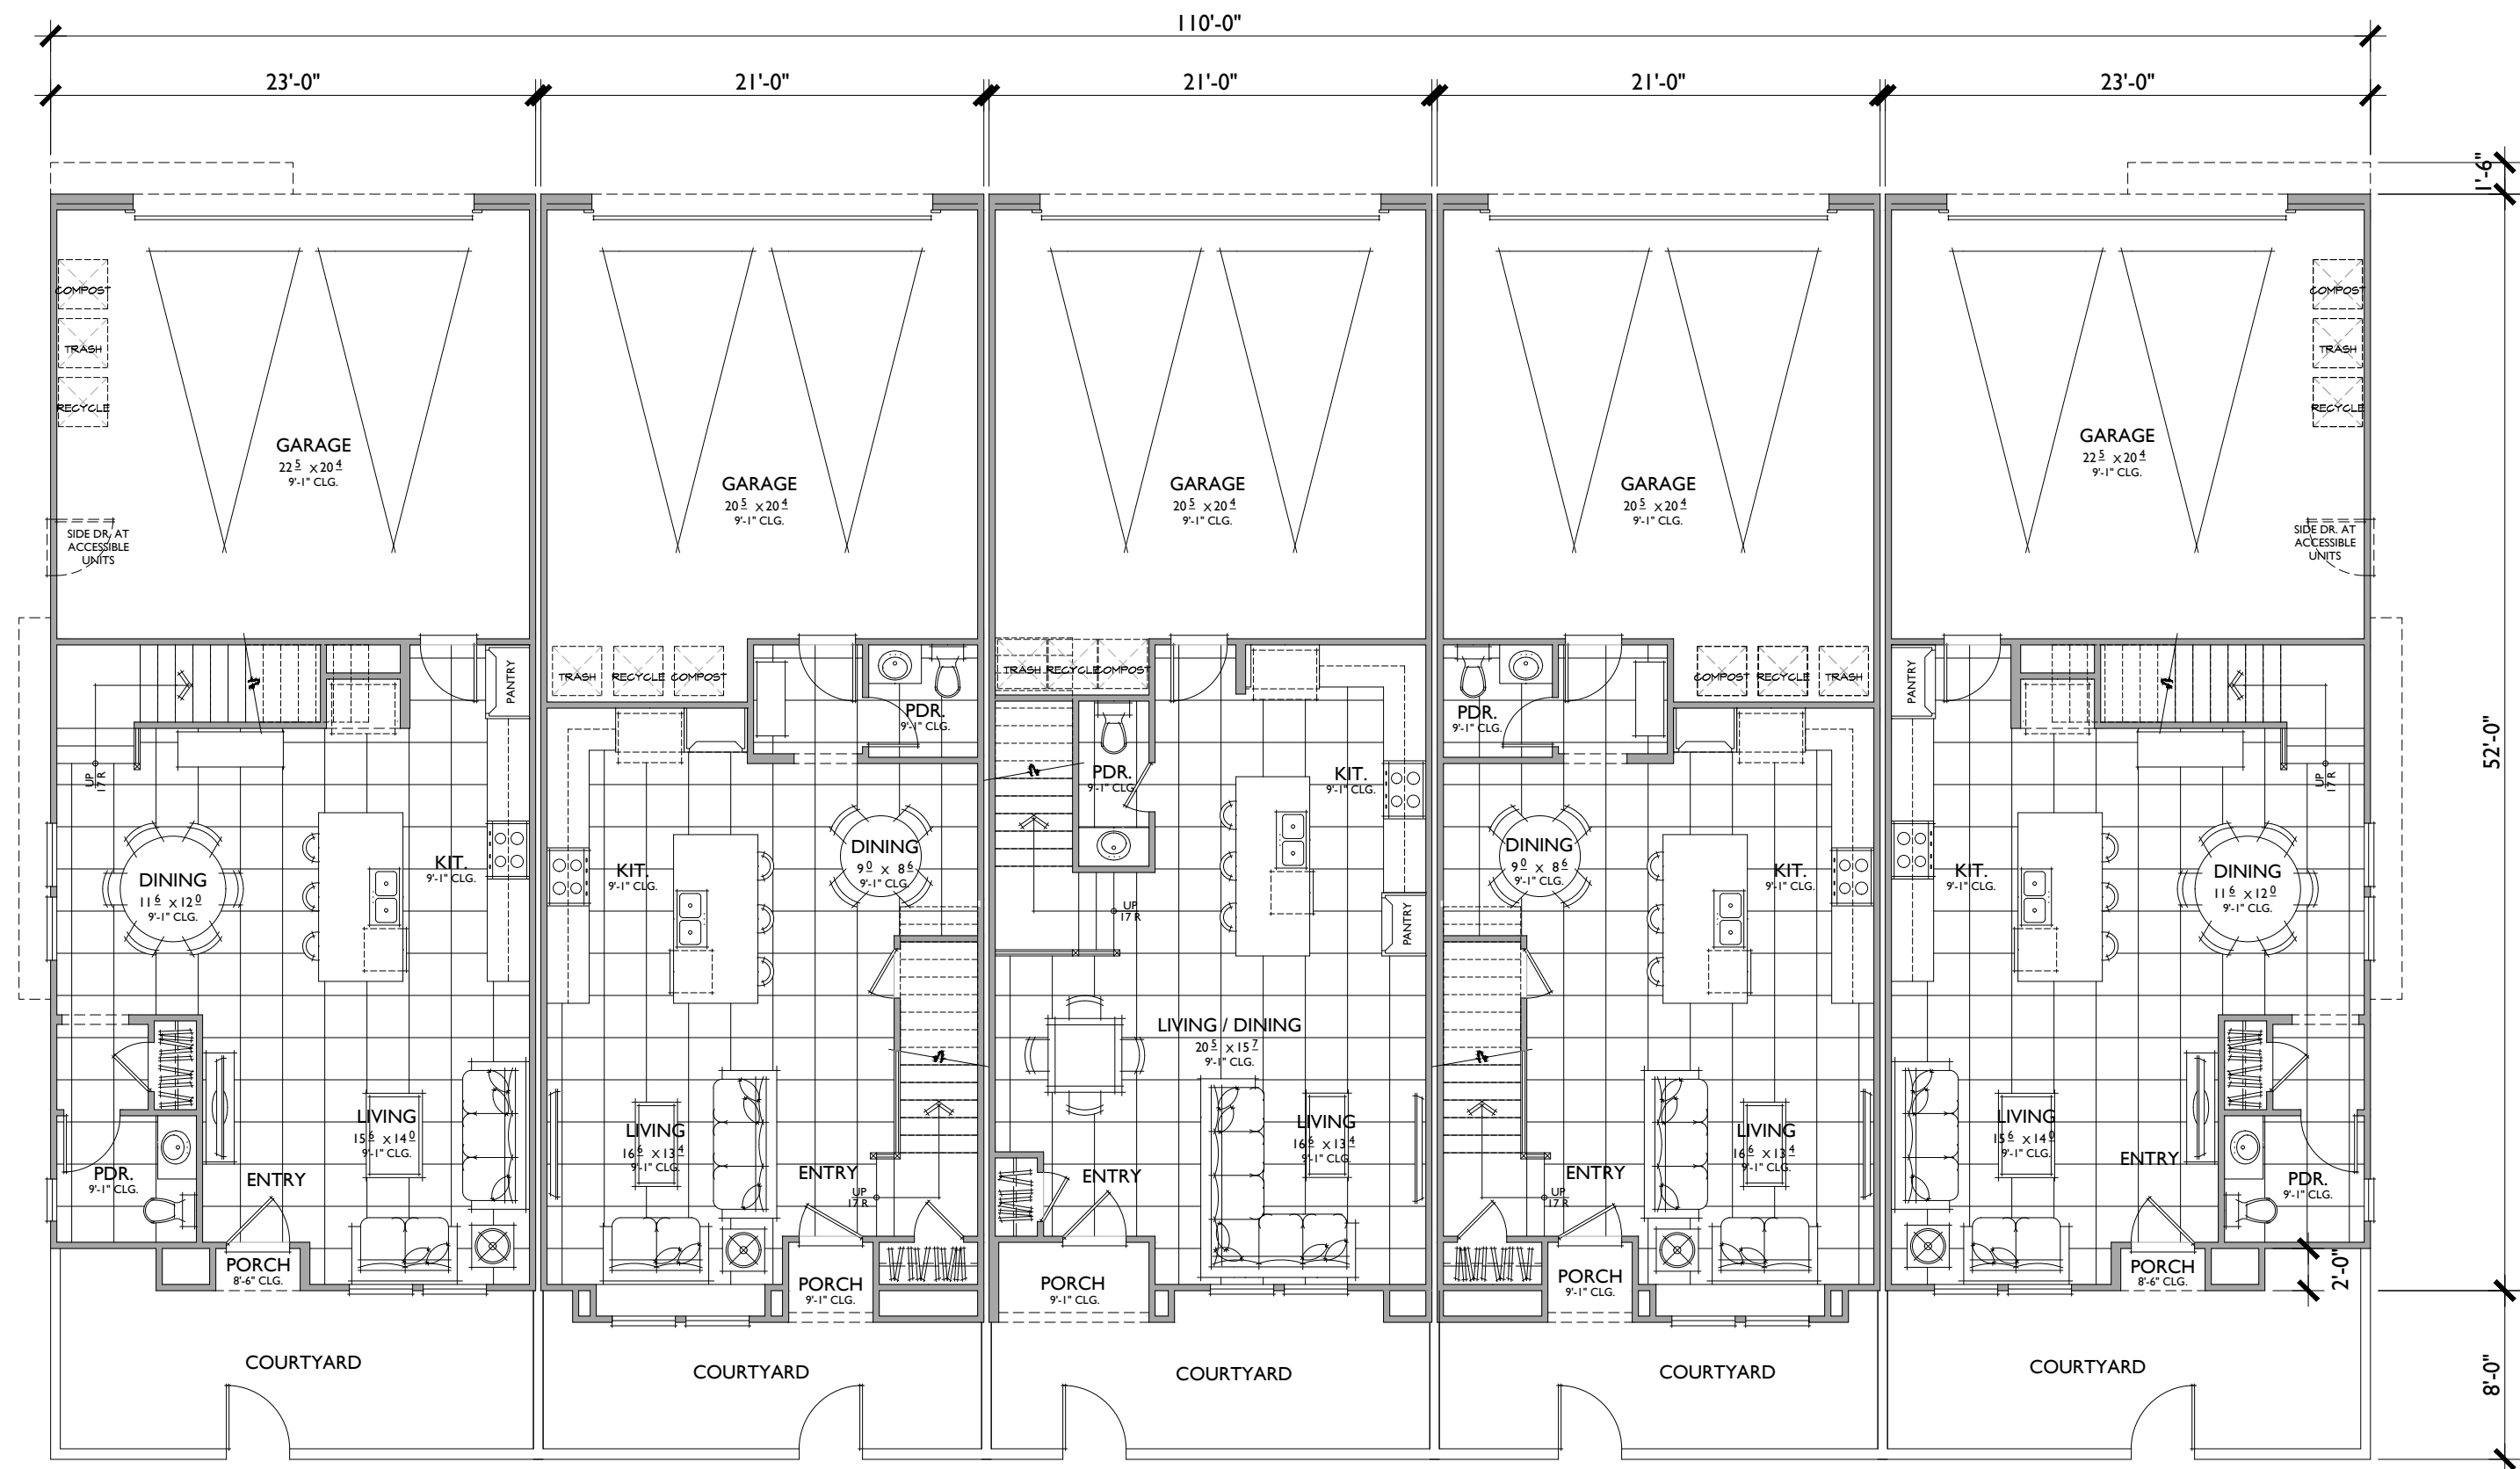 110'-0"
23'-0"
21'-0"
21'-0"
21'-0"
23'-0"
1'-6"
COMPOST
TRASH
RECYCLE
GARAGE
22 5 x 20 4
9'-1" CLG.
SIDE DR. AT
ACCESSIBLE
UNITS
PANTRY
UP
17 R
KIT.
9'-1" CLG.
DINING
11 6 x 12 0
9'-1" CLG.
LIVING
15 6 x 14 0
9'-1" CLG.
PDR.
9'-1" CLG.
ENTRY
PORCH
8'-6" CLG.
COURTYARD
GARAGE
20 5 x 20 4
9'-1" CLG.
TRASH
RECYCLE
COMPOST
PDR.
9'-1" CLG.
DINING
9 0 x 8 6
9'-1" CLG.
KIT.
9'-1" CLG.
LIVING
16 6 x 13 4
9'-1" CLG.
ENTRY
UP
17 R
PORCH
9'-1" CLG.
COURTYARD
GARAGE
20 5 x 20 4
9'-1" CLG.
TRASH
RECYCLE
COMPOST
PDR.
9'-1" CLG.
KIT.
9'-1" CLG.
UP
17 R
PANTRY
LIVING / DINING
20 5 x 15 7
9'-1" CLG.
LIVING
16 6 x 13 4
9'-1" CLG.
ENTRY
PORCH
9'-1" CLG.
COURTYARD
GARAGE
20 5 x 20 4
9'-1" CLG.
COMPOST
RECYCLE
TRASH
PDR.
9'-1" CLG.
DINING
9 0 x 8 6
9'-1" CLG.
KIT.
9'-1" CLG.
LIVING
16 6 x 13 4
9'-1" CLG.
ENTRY
UP
17 R
PORCH
9'-1" CLG.
COURTYARD
COMPOST
TRASH
RECYCLE
GARAGE
22 5 x 20 4
9'-1" CLG.
SIDE DR. AT
ACCESSIBLE
UNITS
PANTRY
UP
17 R
KIT.
9'-1" CLG.
DINING
11 6 x 12 0
9'-1" CLG.
LIVING
15 6 x 14 0
9'-1" CLG.
ENTRY
PDR.
9'-1" CLG.
PORCH
8'-6" CLG.
COURTYARD
52'-0"
2'-0"
8'-0"